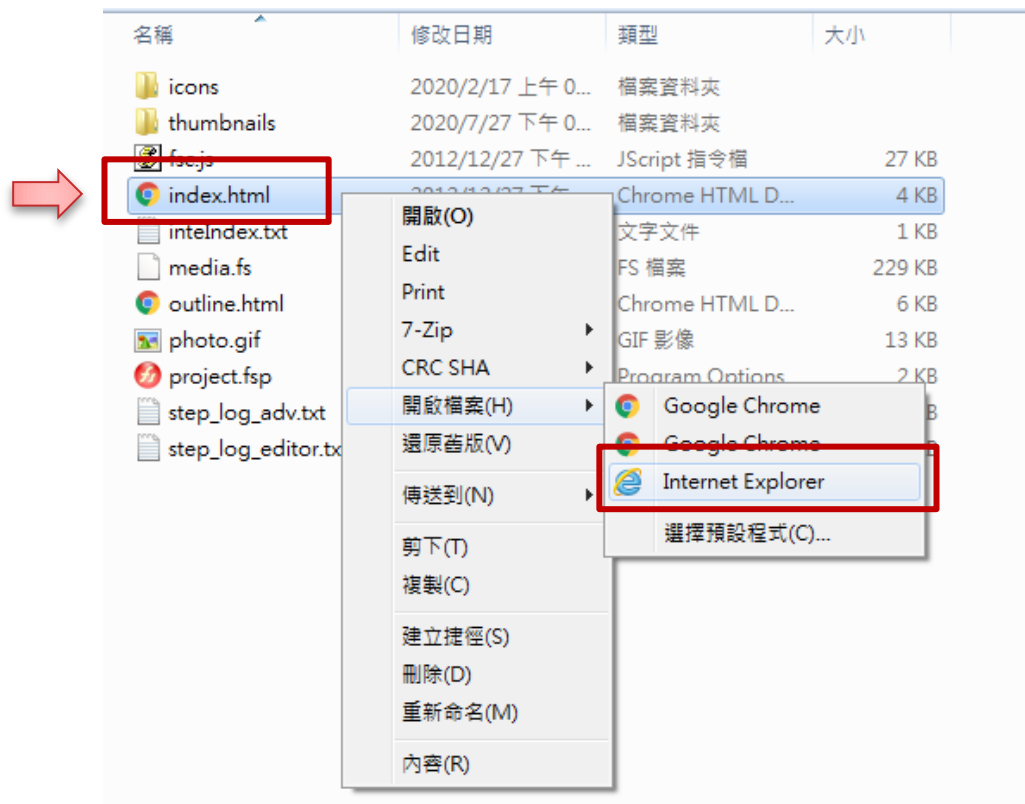 名稱 修改日期 類型 大小
icons 2020/2/17 上午 0... 檔案資料夾
thumbnails 2020/7/27 下午 0... 檔案資料夾
fsc.js 2012/12/27 下午 ... JScript 指令檔 27 KB
index.html 2012/12/27 下午 Chrome HTML D... 4 KB
開啟(O)
inteIndex.txt 文字文件 1 KB
Edit
media.fs FS 檔案 229 KB
Print
outline.html Chrome HTML D... 6 KB
7-Zip
photo.gif GIF 影像 13 KB
CRC SHA
project.fsp Program Options 2 KB
開啟檔案(H) Google Chrome
step_log_adv.txt B
還原舊版(V) Google Chrome
step_log_editor.tx B
Internet Explorer
傳送到(N)
選擇預設程式(C)...
剪下(T)
複製(C)
建立捷徑(S)
刪除(D)
重新命名(M)
內容(R)